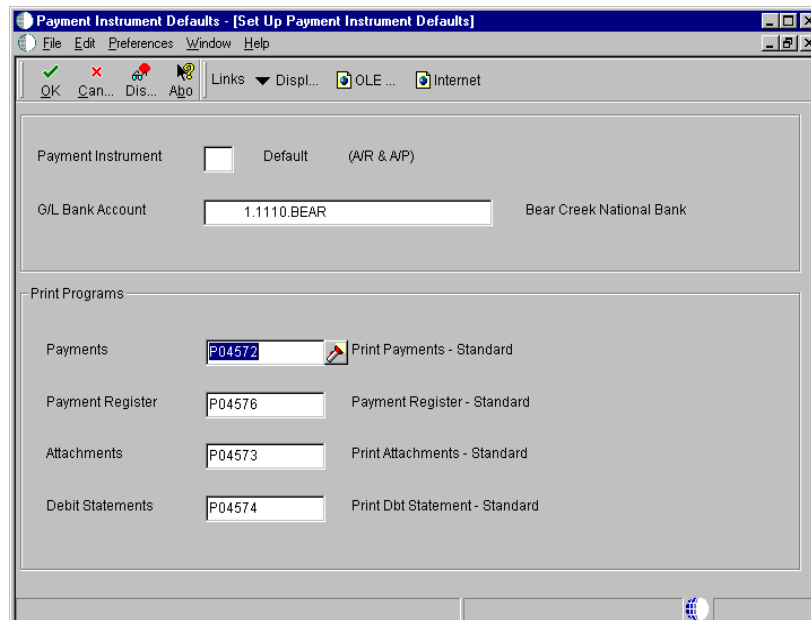 Payment Instrument Defaults - [Set Up Payment Instrument Defaults]
File Edit Preferences Window Help
OK Can... Dis... Abo Links Displ... OLE ... Internet
Payment Instrument Default (A/R & A/P)
G/L Bank Account 1.1110.BEAR Bear Creek National Bank
Print Programs
Payments P04572 Print Payments - Standard
Payment Register P04576 Payment Register - Standard
Attachments P04573 Print Attachments - Standard
Debit Statements P04574 Print Dbt Statement - Standard